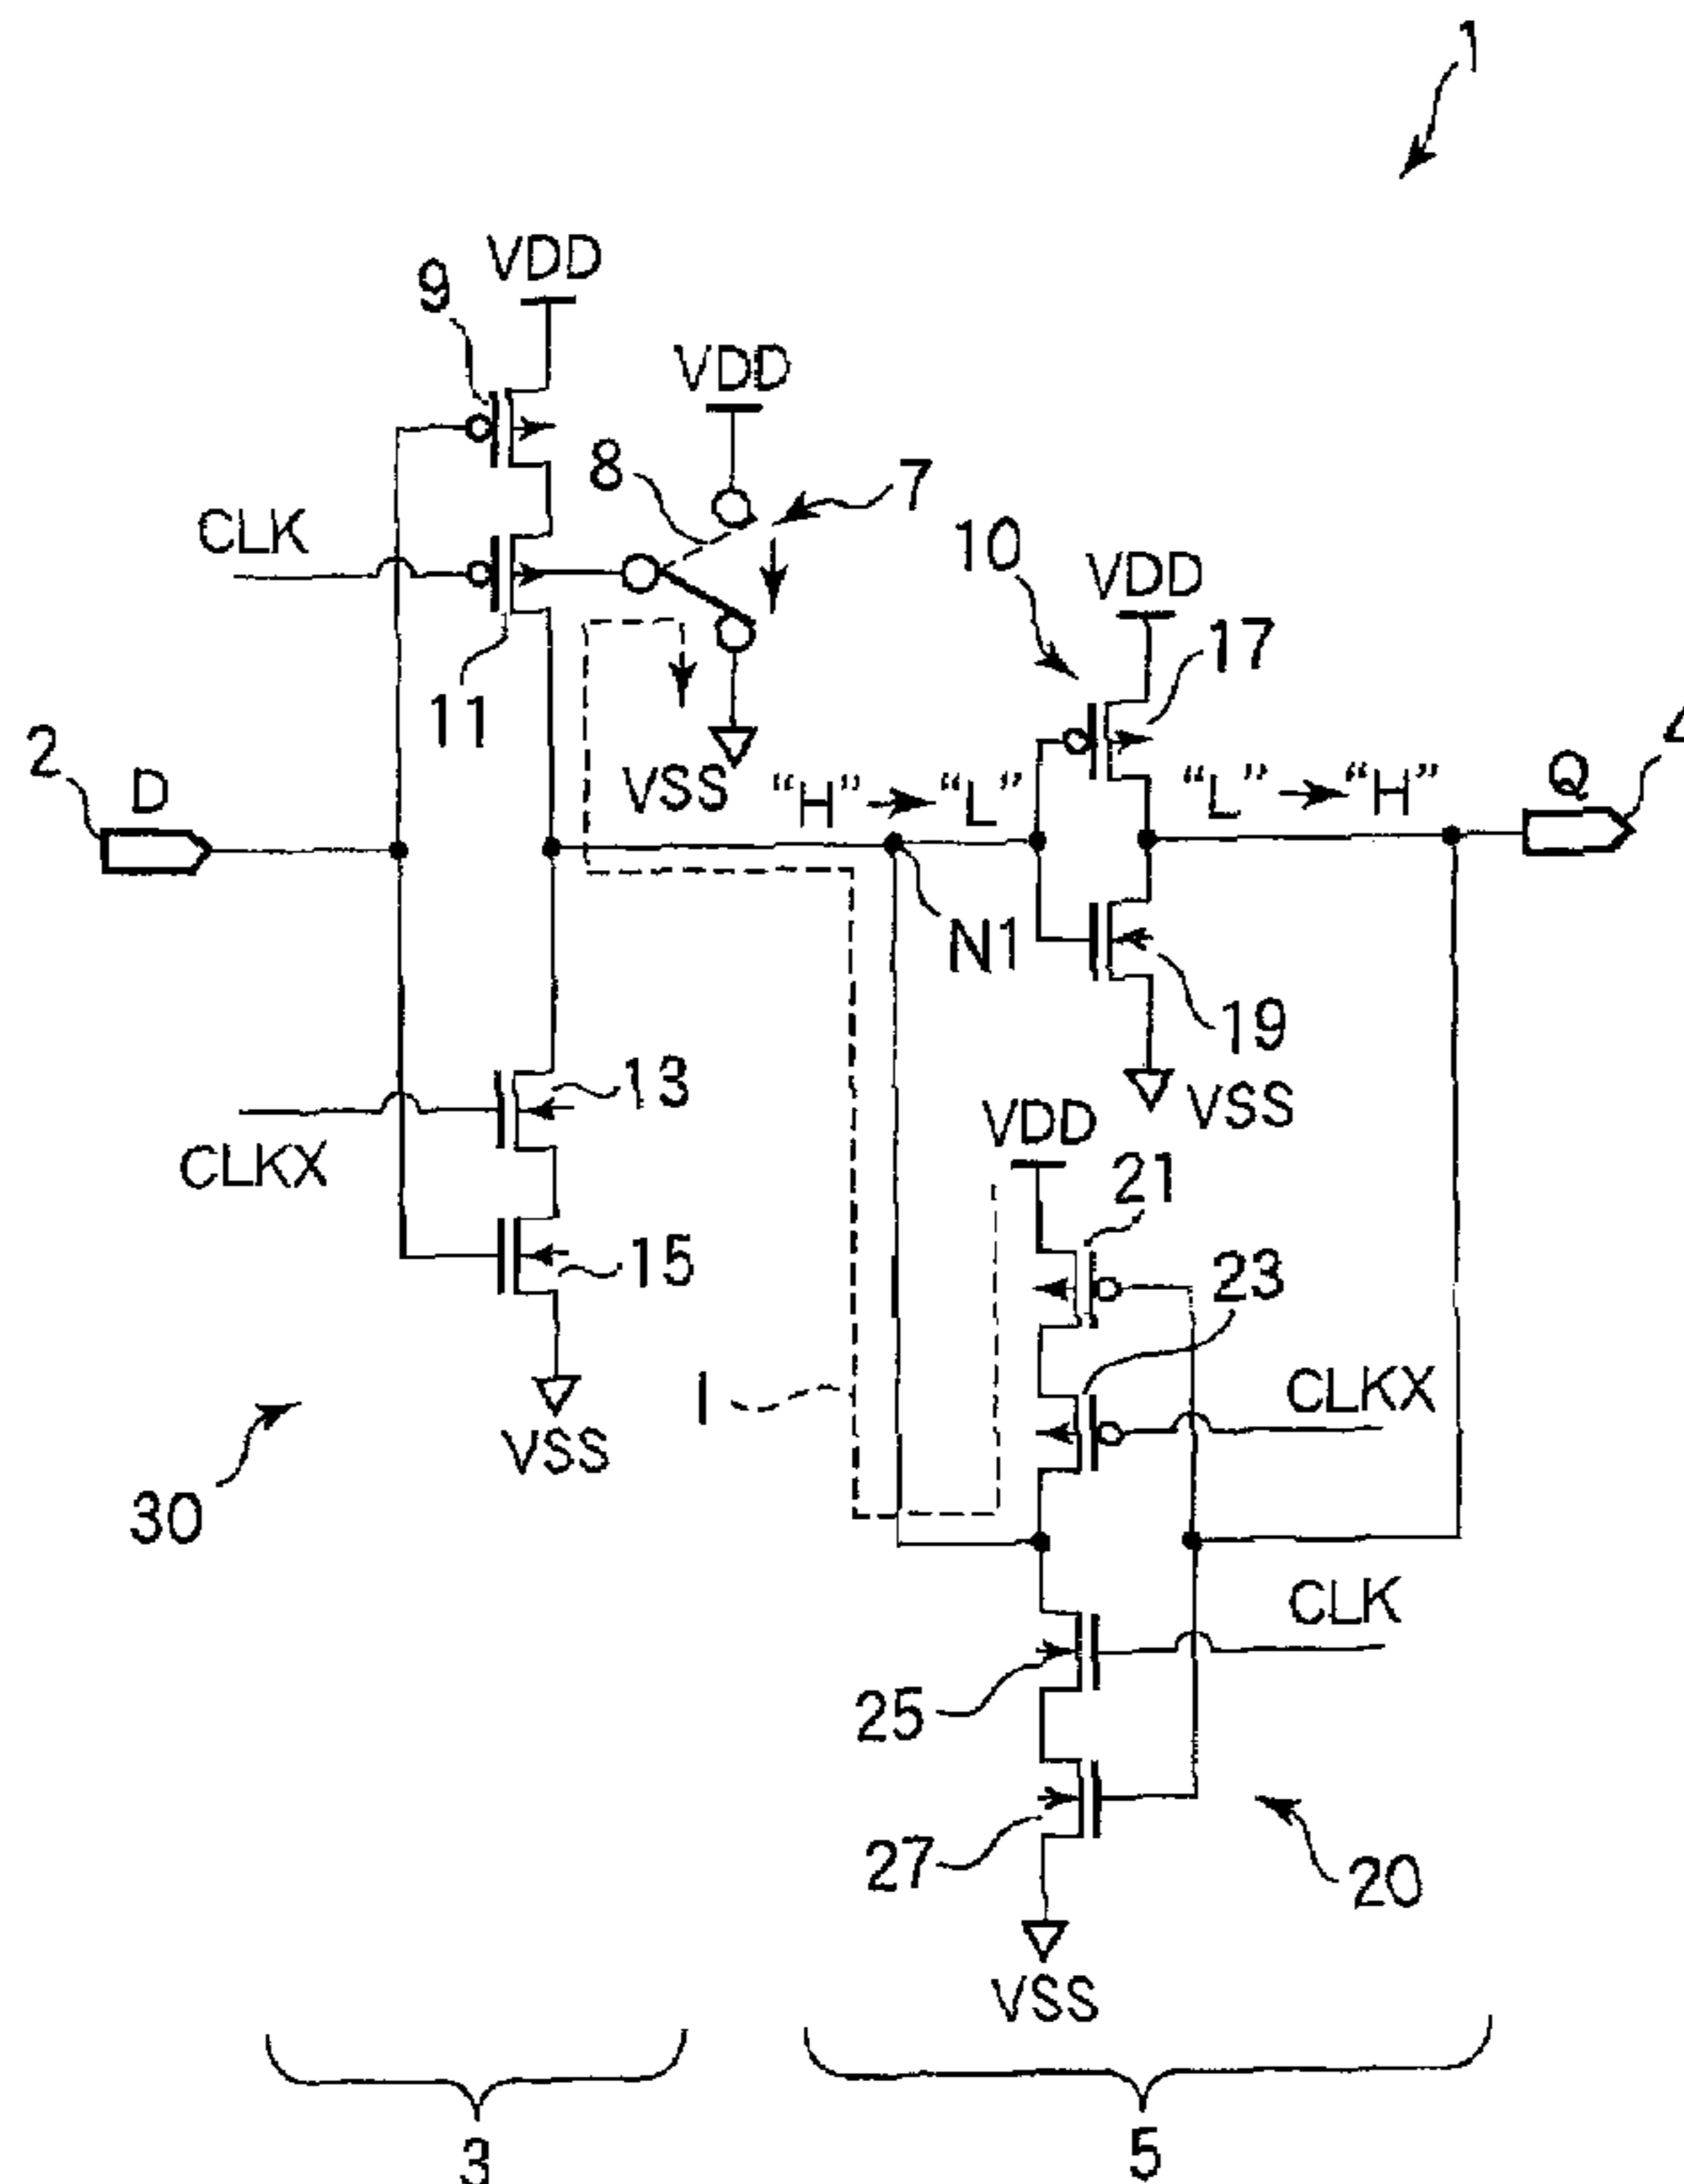 1
VDD
9
VDD
8
7
CLK
10
VDD
17
11
2
D
VSS
"H" → "L"
"L" → "H"
Q
N1
19
13
VSS
CLKX
VDD
21
15
23
I
CLKX
VSS
30
CLK
25
27
20
VSS
3
5